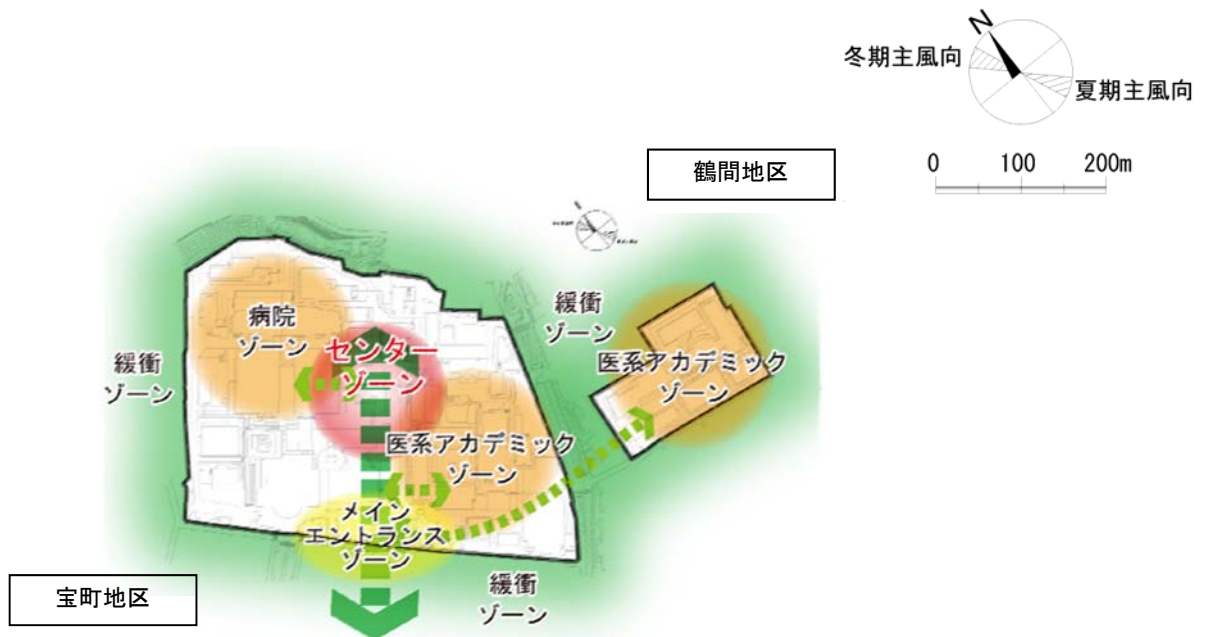 N
冬期主風向
夏期主風向
0 100 200m
鶴間地区
緩衝
ゾーン
病院
ゾーン
センター
ゾーン
緩衝
ゾーン
医系アカデミック
ゾーン
医系アカデミック
ゾーン
メイン
エントランス
ゾーン
緩衝
ゾーン
宝町地区